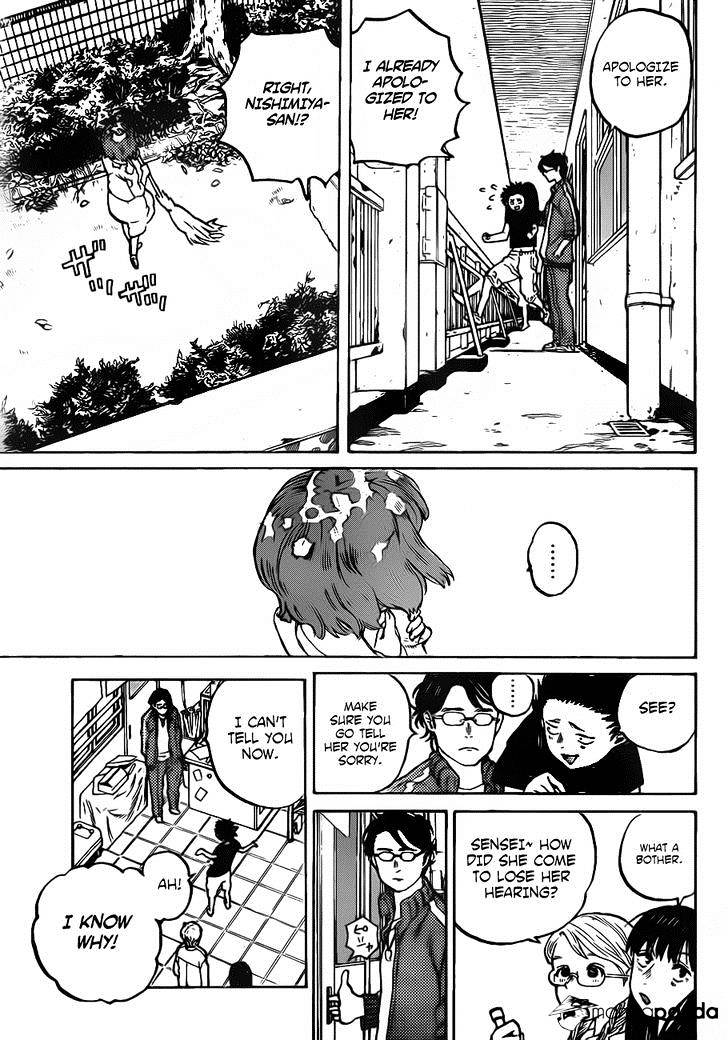 APOLOGIZE
TO HER.
I ALREADY
APOLO-
GIZED TO
HER!
RIGHT,
NISHIMIYA-
SAN!?
ザ"
ザ"
......
SEE?
......
MAKE
SURE YOU
GO TELL
HER YOU'RE
SORRY.
I CAN'T
TELL YOU
NOW.
AH!
I KNOW
WHY!
WHAT A
BOTHER.
SENSEI~ HOW
DID SHE COME
TO LOSE HER
HEARING?